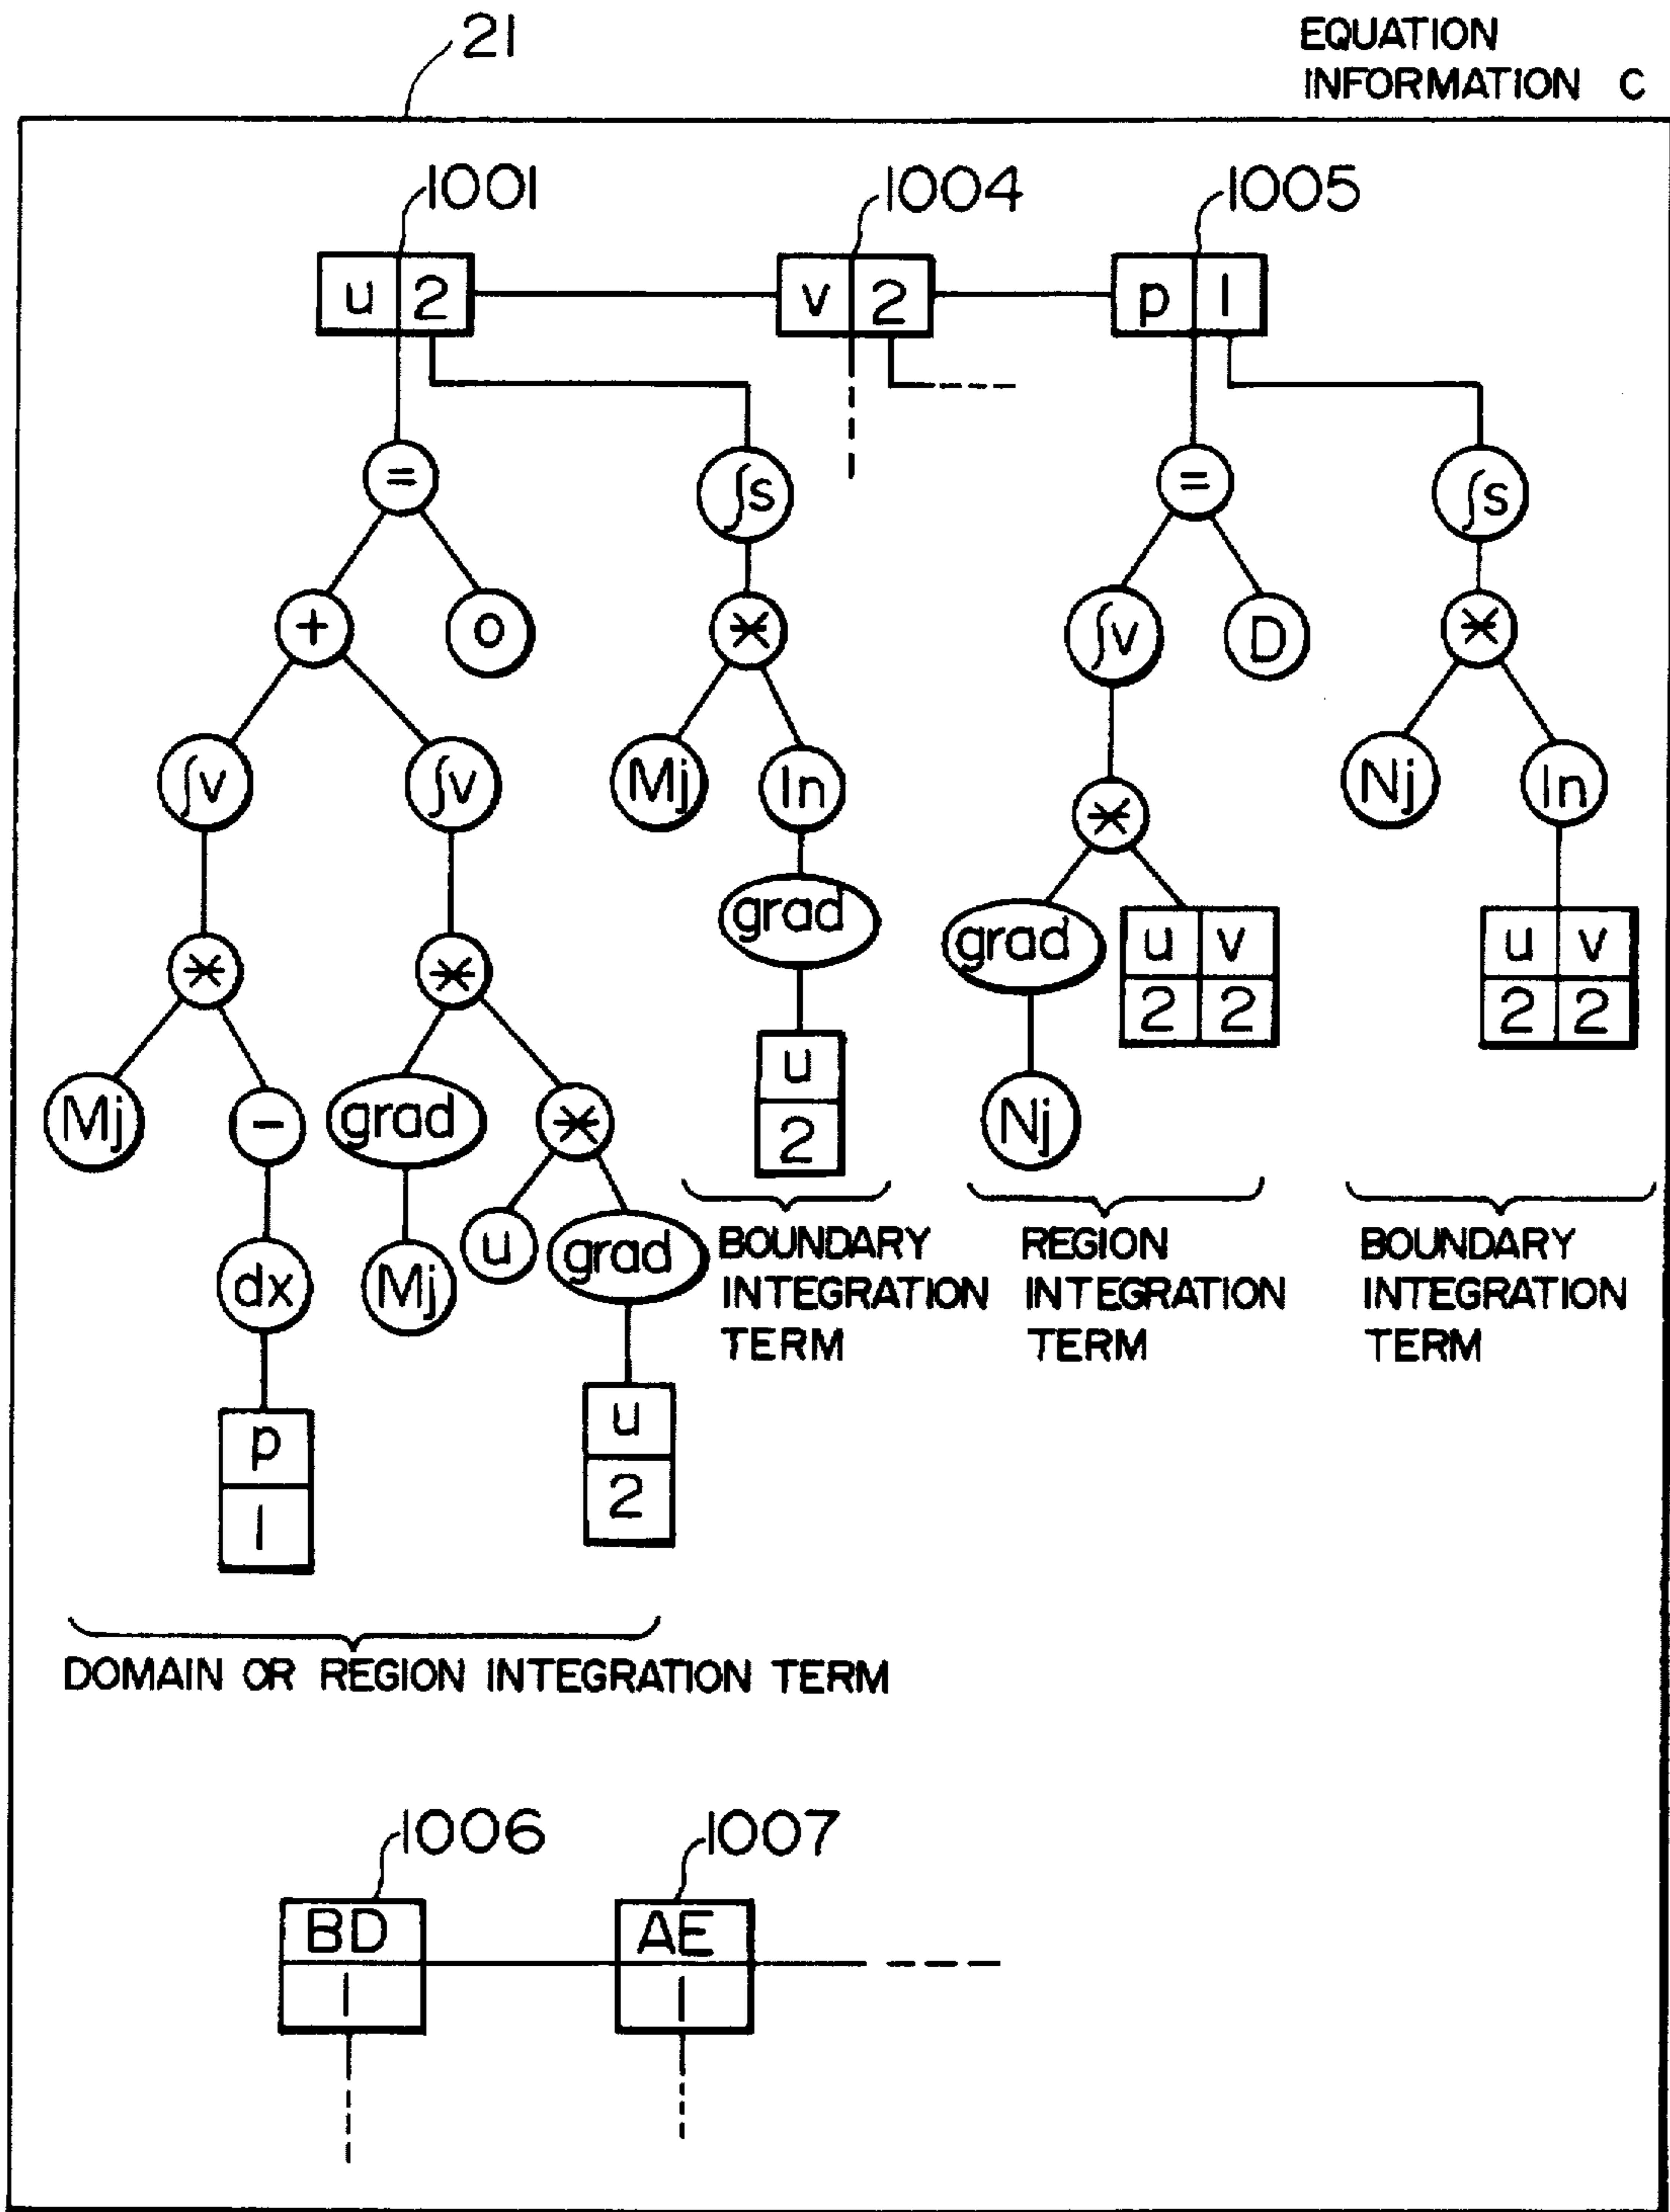 21
EQUATION
INFORMATION C
1001
1004
1005
u 2
v 2
p 1
=
∫s
=
∫s
+
o
*
∫v
D
*
∫v
∫v
Mj
ln
*
Nj
ln
grad
grad
u v
2 2
u v
2 2
*
*
u
2
Mj
-
grad
*
Nj
dx
Mj
u
grad
BOUNDARY
INTEGRATION
TERM
REGION
INTEGRATION
TERM
BOUNDARY
INTEGRATION
TERM
p
1
u
2
DOMAIN OR REGION INTEGRATION TERM
1006
1007
BD
1
AE
1